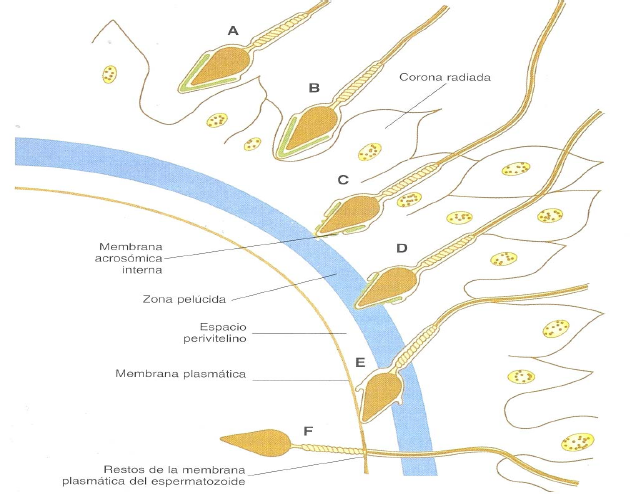 A
B
Corona radiada
C
D
Membrana
acrosómica
interna
Zona pelúcida
Espacio
perivitelino
E
Membrana plasmática
F
Restos de la membrana
plasmática del espermatozoide